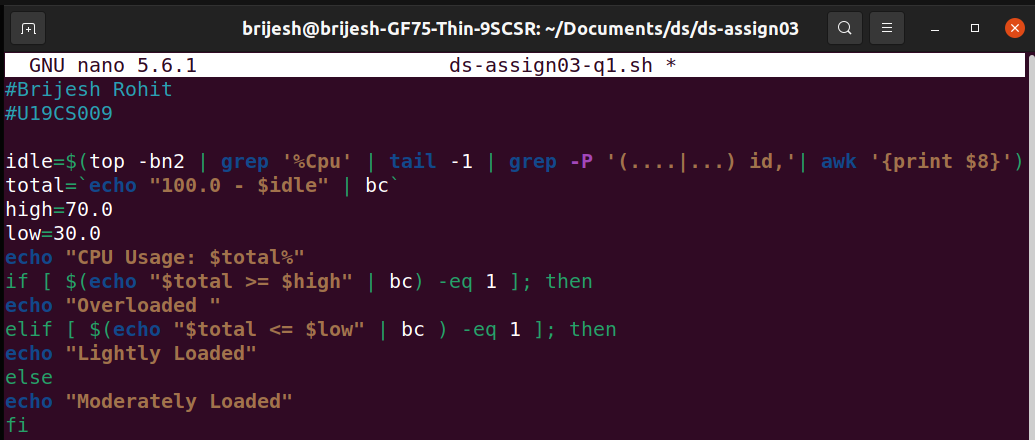 brijesh@brijesh-GF75-Thin-9SCSR: ~/Documents/ds/ds-assign03
GNU nano 5.6.1 ds-assign03-q1.sh *
#Brijesh Rohit
#U19CS009
idle=$(top -bn2 | grep '%Cpu' | tail -1 | grep -P '(....|...) id,'| awk '{print $8}')
total=`echo "100.0 - $idle" | bc`
high=70.0
low=30.0
echo "CPU Usage: $total%"
if [ $(echo "$total >= $high" | bc) -eq 1 ]; then
echo "Overloaded "
elif [ $(echo "$total <= $low" | bc ) -eq 1 ]; then
echo "Lightly Loaded"
else
echo "Moderately Loaded"
fi